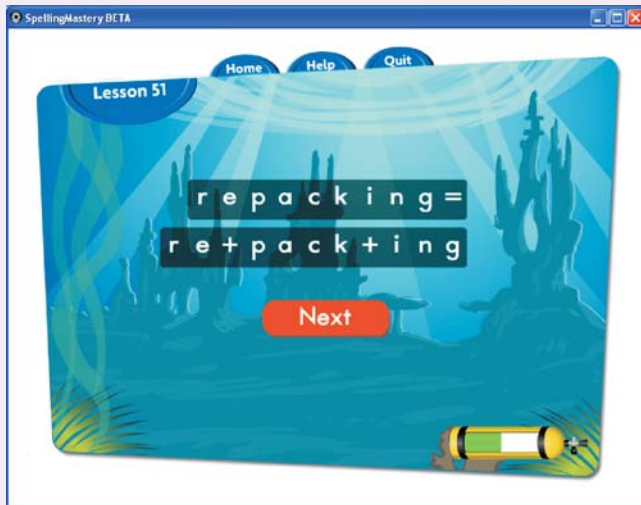 SpellingMastery BETA
Home Help Quit
Lesson 51
repacking=
re+pack+ing
Next